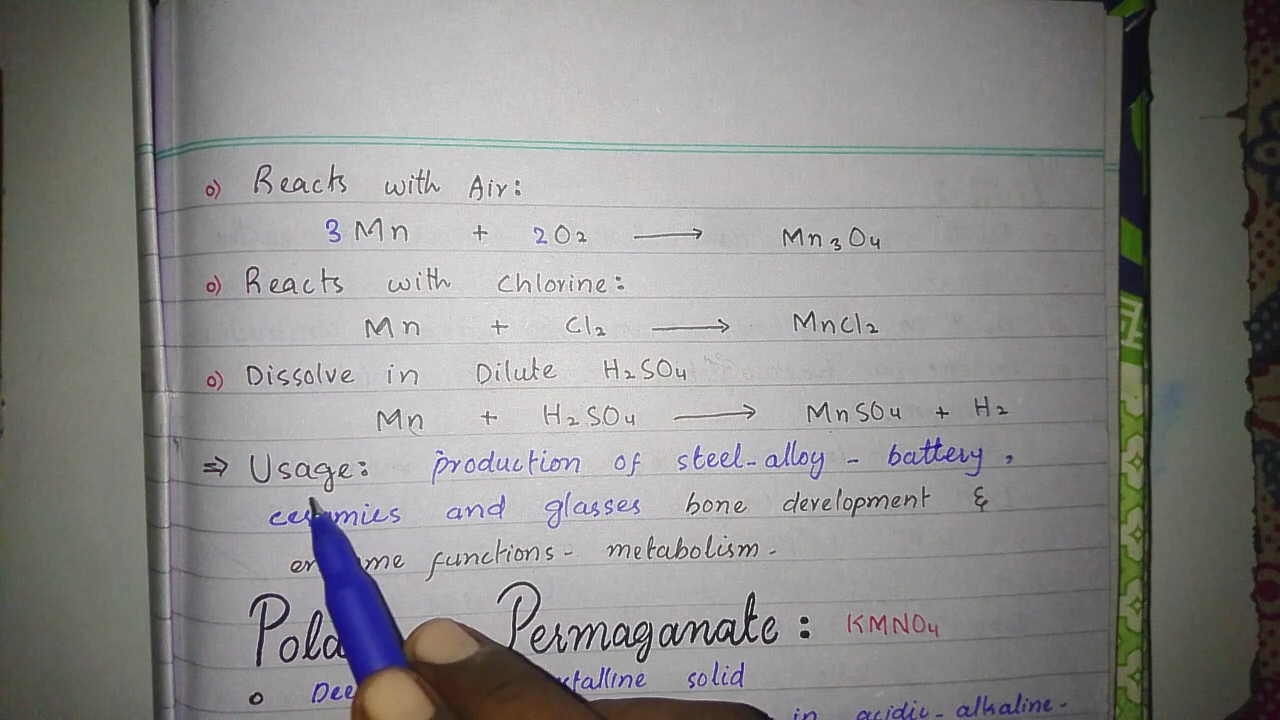 o) Reacts with Air:
3Mn + 2O2 → Mn3O4
o) Reacts with Chlorine:
Mn + Cl2 → MnCl2
o) Dissolve in Dilute H2SO4
Mn + H2SO4 → MnSO4 + H2
⇒ Usage: production of steel-alloy - battery,
and glasses bone development &
functions - metabolism.
Permaganate: KMNO4
o solid
in acidic-alkaline-